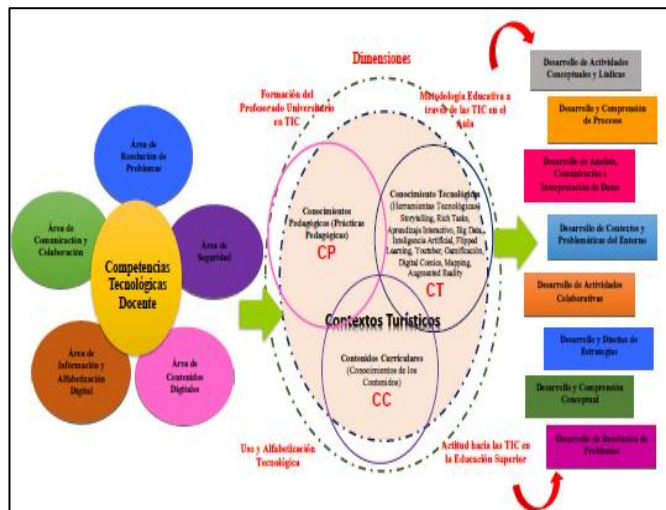 Dimensiones
Formación del
Profesorado Universitario
en TIC
Metodología Educativa a
través de las TIC en el
Aula
Área de
Resolución de
Problemas
Área de
Comunicación y
Colaboración
Área de
Seguridad
Competencias
Tecnológicas
Docente
Área de
Información y
Alfabetización
Digital
Área de
Contenidos
Digitales
Conocimientos
Pedagógicos (Prácticas
Pedagógicas)
CP
Conocimiento Tecnológico
(Herramientas Tecnológicas)
Storytelling, Rich Tasks,
Aprendizaje Interactivo, Big Data,
Inteligencia Artificial, Flipped
Learning, Youtuber, Gamificación,
Digital Comics, Mapping,
Augmented Reality
CT
Contextos Turísticos
Contenidos Curriculares
(Conocimientos de los
Contenidos)
CC
Uso y Alfabetización
Tecnológica
Actitud hacia las TIC en
la Educación Superior
Desarrollo de Actividades
Conceptuales y Lúdicas
Desarrollo y Comprensión
de Procesos
Desarrollo de Analisis,
Comunicación e
Interpretación de Datos
Desarrollo de Contextos y
Problemáticas del Entorno
Desarrollo de Actividades
Colaborativas
Desarrollo y Diseños de
Estrategias
Desarrollo y Comprensión
Conceptual
Desarrollo de Resolución de
Problemas